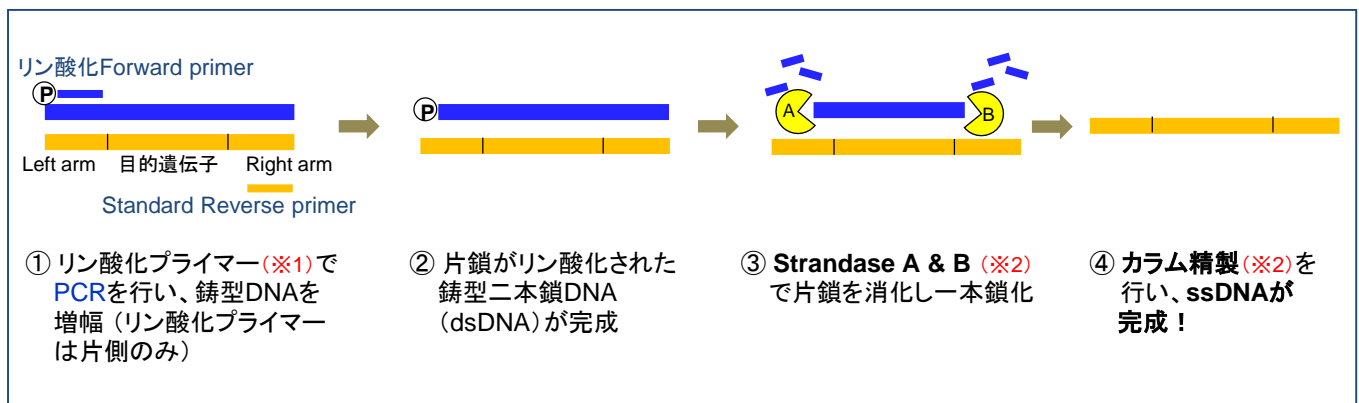 リン酸化Forward primer
P
Left arm 目的遺伝子 Right arm
Standard Reverse primer
P
A
B
① リン酸化プライマー(※1)で
PCRを行い、鋳型DNAを
増幅 (リン酸化プライマー
は片側のみ)
② 片鎖がリン酸化された
鋳型二本鎖DNA
(dsDNA)が完成
③ Strandase A & B (※2)
で片鎖を消化し一本鎖化
④ カラム精製(※2)を
行い、ssDNAが
完成！